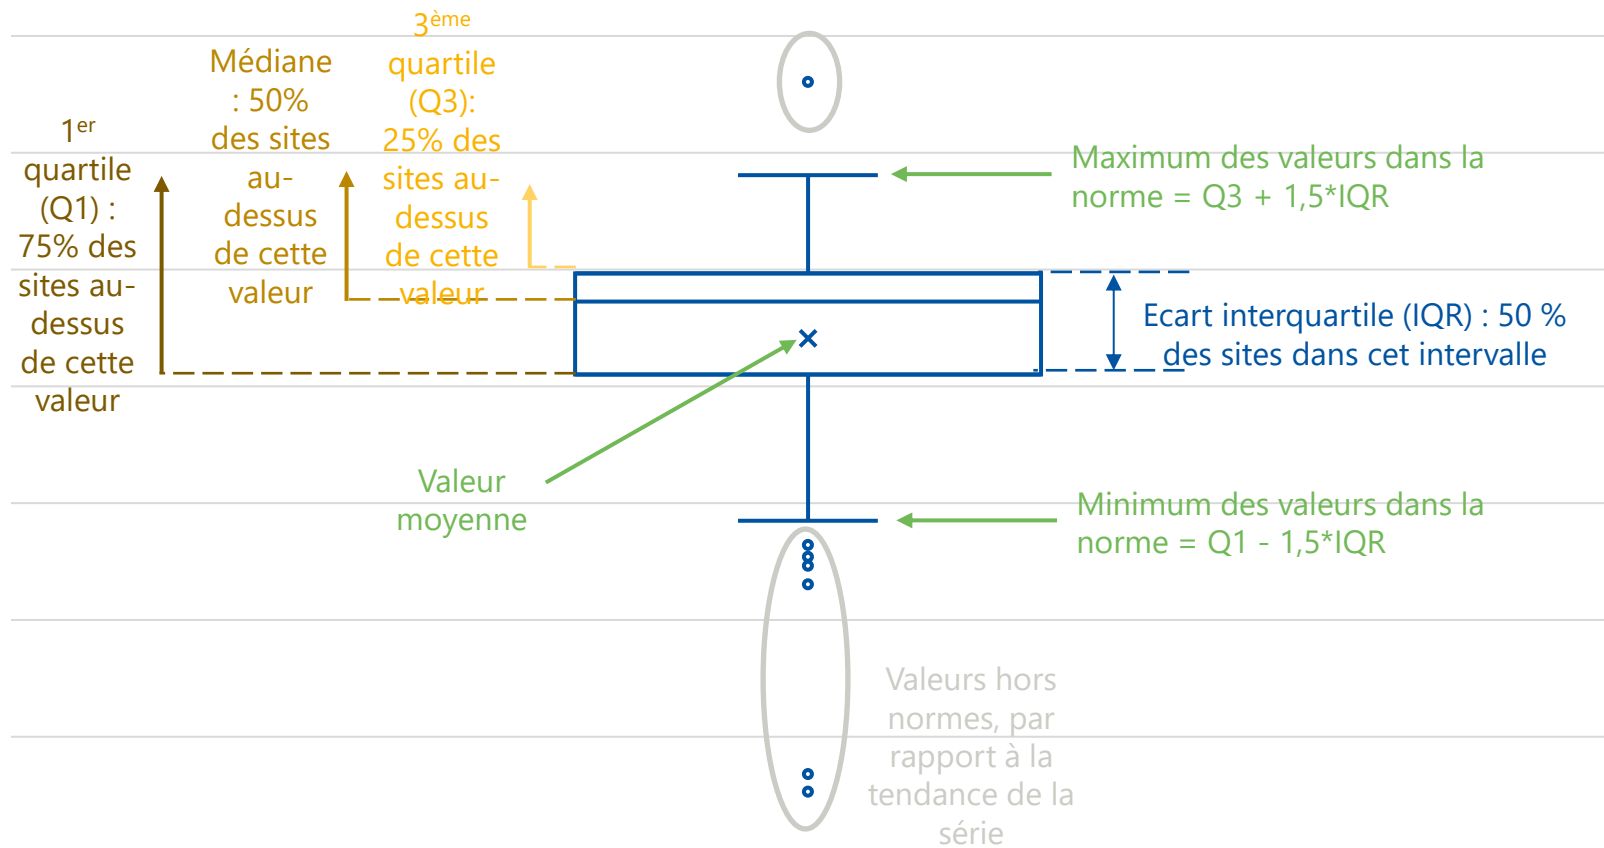 1er
quartile
(Q1) :
75% des
sites au-
dessus
de cette
valeur
Médiane
: 50%
des sites
au-
dessus
de cette
valeur
3ème
quartile
(Q3):
25% des
sites au-
dessus
de cette
valeur
Maximum des valeurs dans la
norme = Q3 + 1,5*IQR
Ecart interquartile (IQR) : 50 %
des sites dans cet intervalle
Valeur
moyenne
Minimum des valeurs dans la
norme = Q1 - 1,5*IQR
Valeurs hors
normes, par
rapport à la
tendance de la
série